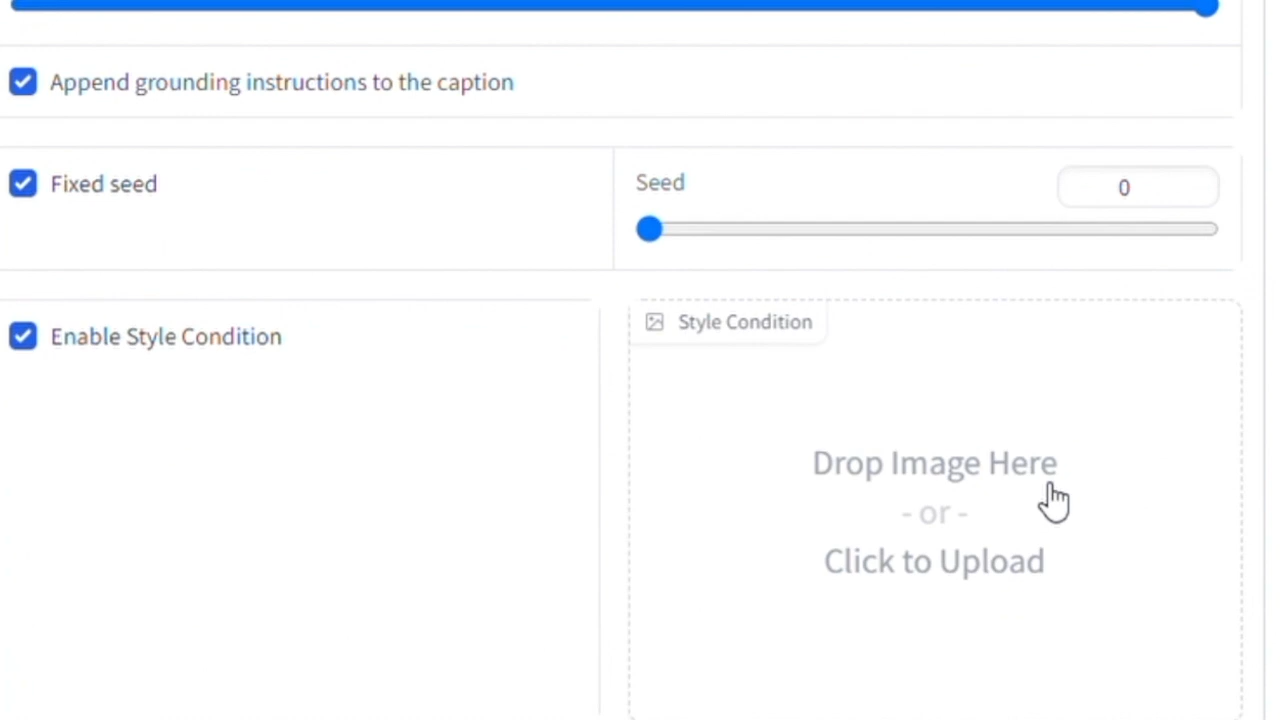 Append grounding instructions to the caption
Fixed seed
Seed
0
Enable Style Condition
Style Condition
Drop Image Here
- or -
Click to Upload